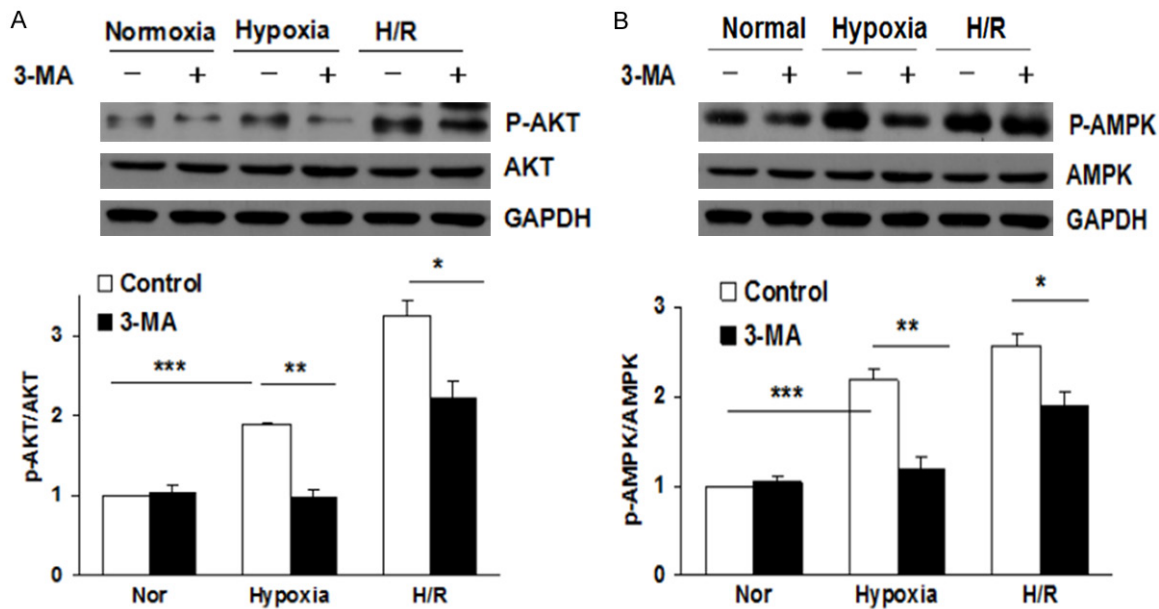 A
Normoxia Hypoxia H/R
3-MA − + − + − +
P-AKT
AKT
GAPDH
Control
3-MA
*
*** **
p-AKT/AKT
3
2
1
0
Nor Hypoxia H/R
B
Normal Hypoxia H/R
3-MA − + − + − +
P-AMPK
AMPK
GAPDH
Control
3-MA
*
**
***
p-AMPK/AMPK
3
2
1
0
Nor Hypoxia H/R